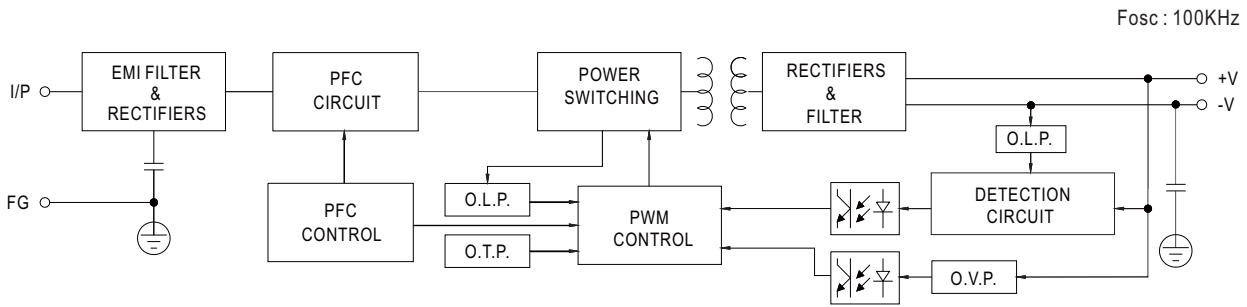 Fosc : 100KHz
I/P
EMI FILTER
&
RECTIFIERS
PFC
CIRCUIT
POWER
SWITCHING
RECTIFIERS
&
FILTER
+V
-V
O.L.P.
FG
PFC
CONTROL
O.L.P.
O.T.P.
PWM
CONTROL
DETECTION
CIRCUIT
O.V.P.